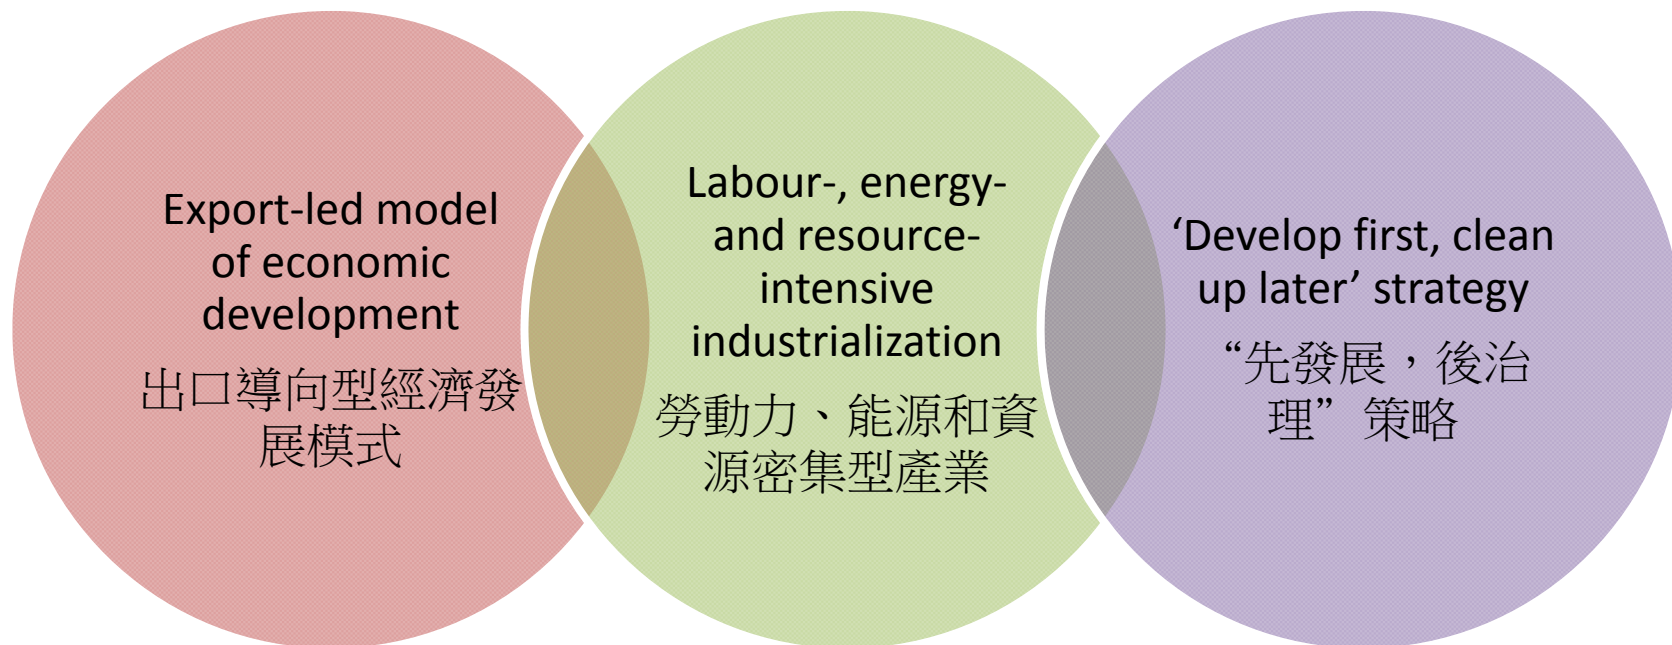 Export-led model
of economic
development
出口導向型經濟發
展模式
Labour-, energy-
and resource-
intensive
industrialization
勞動力、能源和資
源密集型產業
‘Develop first, clean
up later’ strategy
“先發展，後治
理”策略